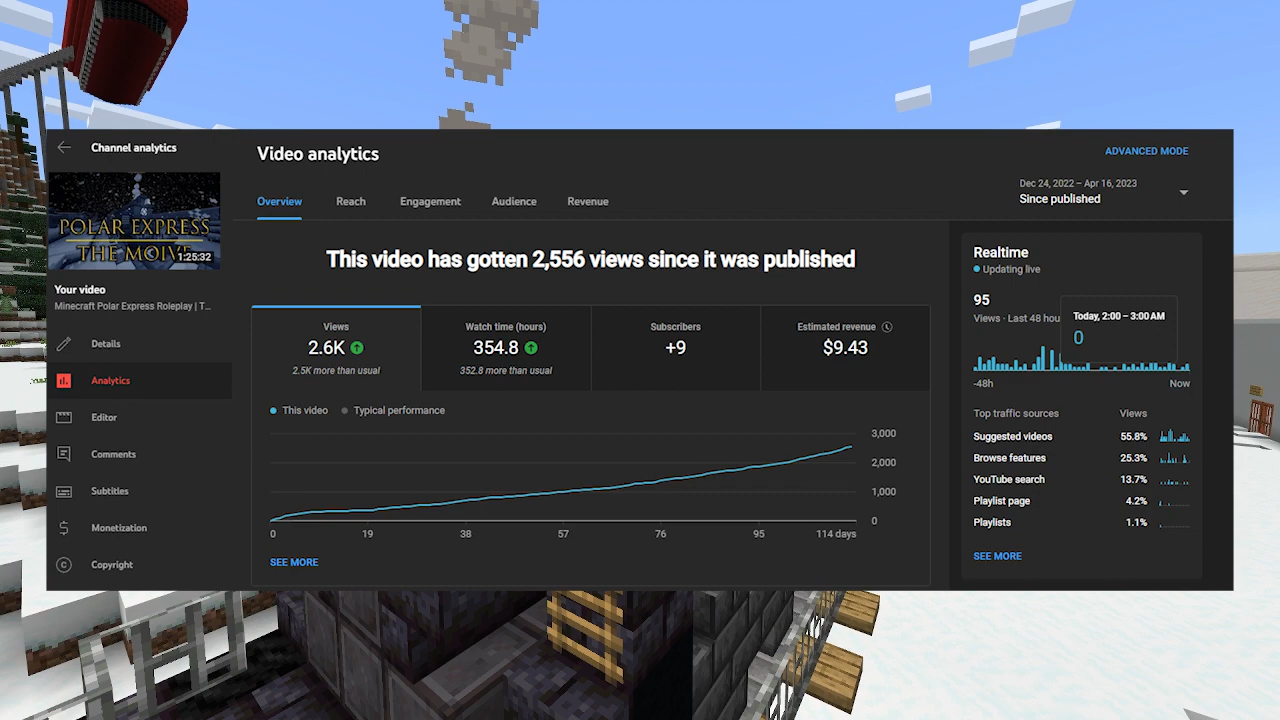 Channel analytics
POLAR EXPRESS
THE MOIVE
1:25:32
Your video
Minecraft Polar Express Roleplay | T...
Details
Analytics
Editor
Comments
Subtitles
Monetization
Copyright
Video analytics
ADVANCED MODE
Overview Reach Engagement Audience Revenue
Dec 24, 2022 – Apr 16, 2023
Since published
This video has gotten 2,556 views since it was published
Views
2.6K
2.5K more than usual
Watch time (hours)
354.8
352.8 more than usual
Subscribers
+9
Estimated revenue
$9.43
This video Typical performance
3,000
2,000
1,000
0
0 19 38 57 76 95 114 days
SEE MORE
Realtime
Updating live
95
Views · Last 48 hou
Today, 2:00 – 3:00 AM
0
-48h Now
Top traffic sources Views
Suggested videos 55.8%
Browse features 25.3%
YouTube search 13.7%
Playlist page 4.2%
Playlists 1.1%
SEE MORE